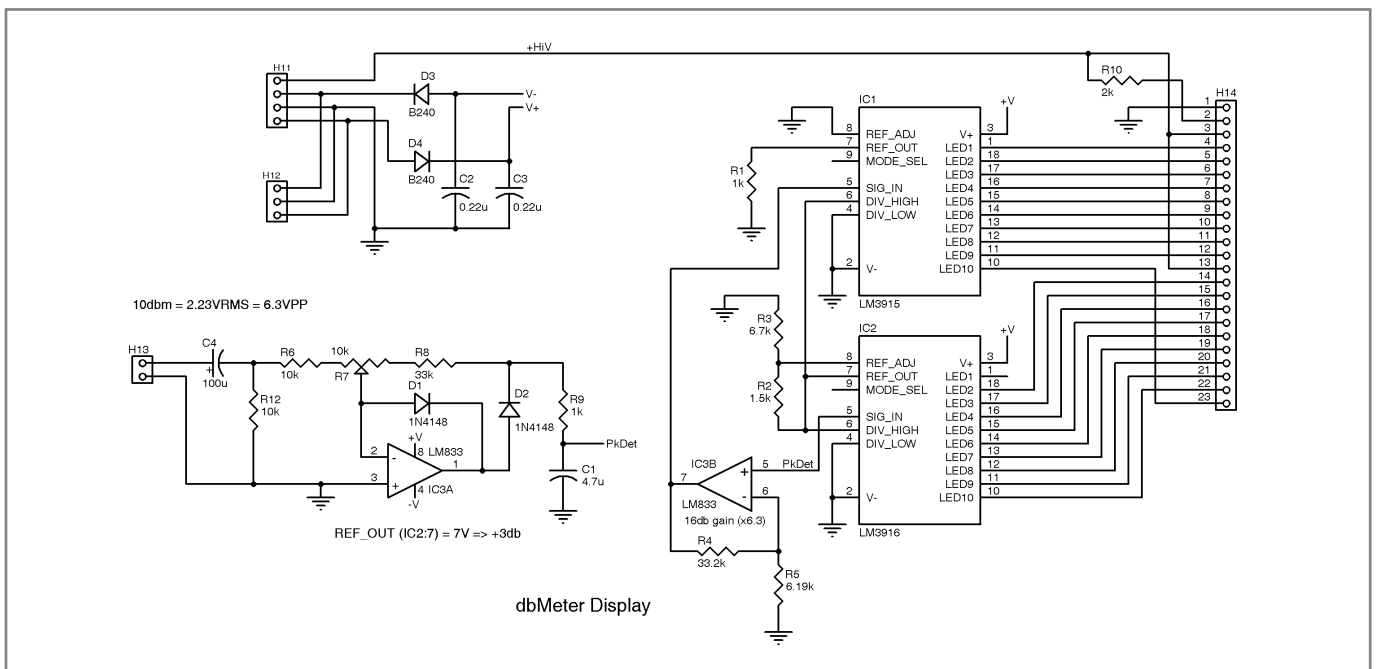 +HiV
H11
D3
B240
V-
V+
D4
B240
C2
0.22u
C3
0.22u
H12
R10
2k
H14
1
2
3
4
5
6
7
8
9
10
11
12
13
14
15
16
17
18
19
20
21
22
23
IC1
+V
8 REF_ADJ V+ 3
7 REF_OUT LED1 1
9 MODE_SEL LED2 18
LED3 17
5 SIG_IN LED4 16
6 DIV_HIGH LED5 15
4 DIV_LOW LED6 14
LED7 13
LED8 12
LED9 11
2 V- LED10 10
LM3915
R1
1k
10dbm = 2.23VRMS = 6.3VPP
H13
C4
+
100u
R6
10k
10k
R7
R8
33k
R12
10k
D1
1N4148
D2
1N4148
R9
1k
PkDet
C1
4.7u
+V
2 - 8 LM833
1
3 + 4 IC3A
-V
REF_OUT (IC2:7) = 7V => +3db
R3
6.7k
R2
1.5k
IC2
+V
8 REF_ADJ V+ 3
7 REF_OUT LED1 1
9 MODE_SEL LED2 18
LED3 17
5 SIG_IN LED4 16
6 DIV_HIGH LED5 15
4 DIV_LOW LED6 14
LED7 13
LED8 12
LED9 11
2 V- LED10 10
LM3916
IC3B
7 + 5 PkDet
- 6
LM833
16db gain (x6.3)
R4
33.2k
R5
6.19k
dbMeter Display